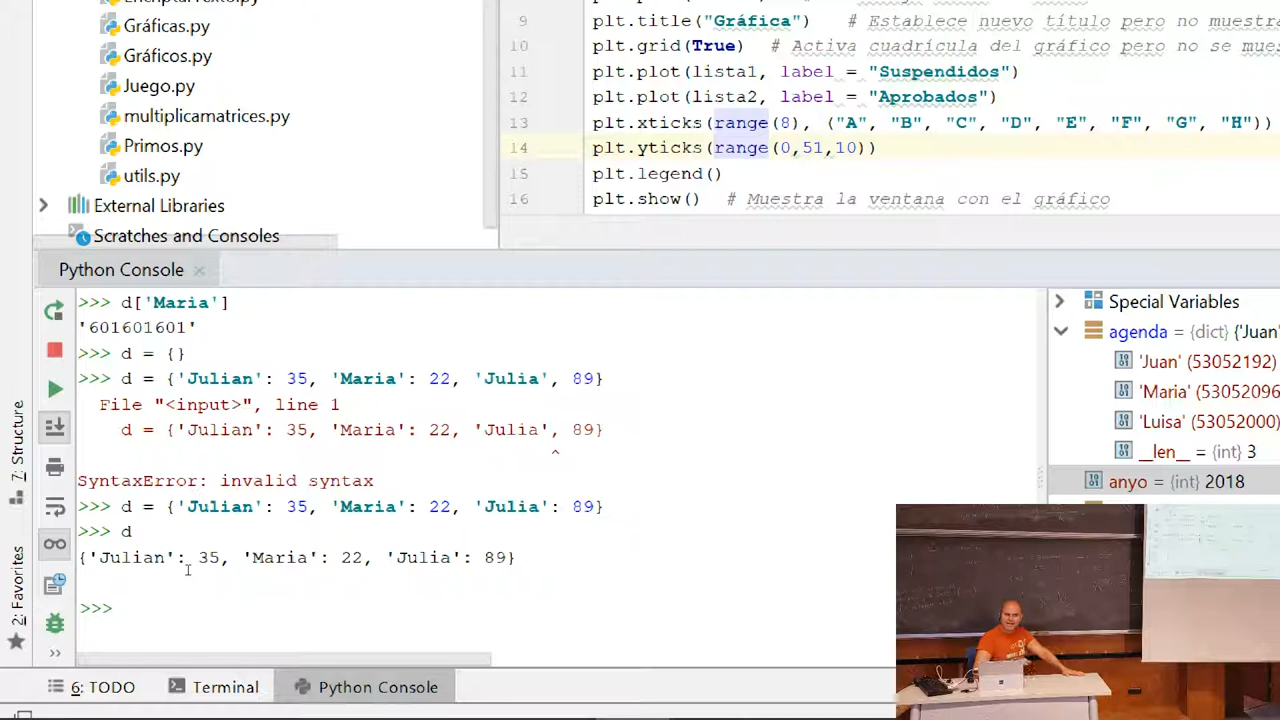 Gráficas.py
Gráficos.py
Juego.py
multiplicamatrices.py
Primos.py
utils.py
External Libraries
Scratches and Consoles
9 plt.title("Gráfica") # Establece nuevo título pero no muestra
10 plt.grid(True) # Activa cuadrícula del gráfico pero no se mues
11 plt.plot(lista1, label = "Suspendidos")
12 plt.plot(lista2, label = "Aprobados")
13 plt.xticks(range(8), ("A", "B", "C", "D", "E", "F", "G", "H"))
14 plt.yticks(range(0,51,10))
15 plt.legend()
16 plt.show() # Muestra la ventana con el gráfico
Python Console
>>> d['Maria']
'601601601'
>>> d = {}
>>> d = {'Julian': 35, 'Maria': 22, 'Julia', 89}
File "<input>", line 1
d = {'Julian': 35, 'Maria': 22, 'Julia', 89}
^
SyntaxError: invalid syntax
>>> d = {'Julian': 35, 'Maria': 22, 'Julia': 89}
>>> d
{'Julian': 35, 'Maria': 22, 'Julia': 89}
>>>
Special Variables
agenda = {dict} {'Juan'
'Juan' (53052192)
'Maria' (5305209
'Luisa' (53052000)
__len__ = {int} 3
anyo = {int} 2018
7: Structure
2: Favorites
6: TODO
Terminal
Python Console